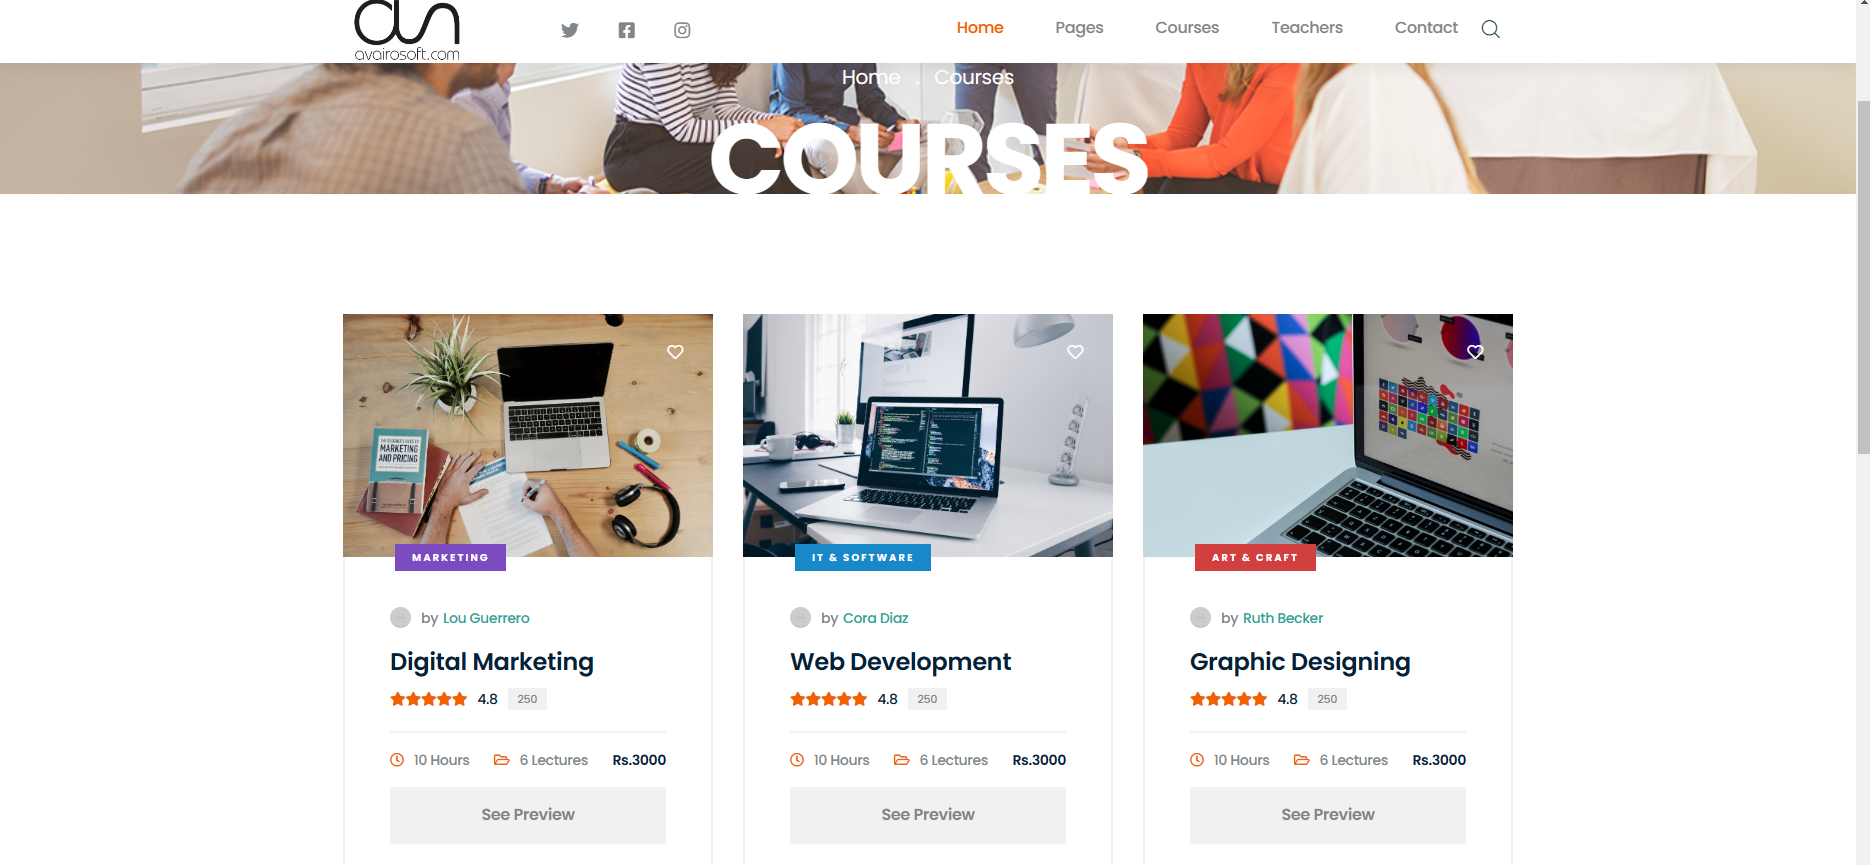 avairosoft.com
Home
Pages
Courses
Teachers
Contact
Home . Courses
COURSES
MARKETING
AND PRICING
MARKETING
by Lou Guerrero
Digital Marketing
4.8 250
10 Hours 6 Lectures Rs.3000
See Preview
IT & SOFTWARE
by Cora Diaz
Web Development
4.8 250
10 Hours 6 Lectures Rs.3000
See Preview
ART & CRAFT
by Ruth Becker
Graphic Designing
4.8 250
10 Hours 6 Lectures Rs.3000
See Preview